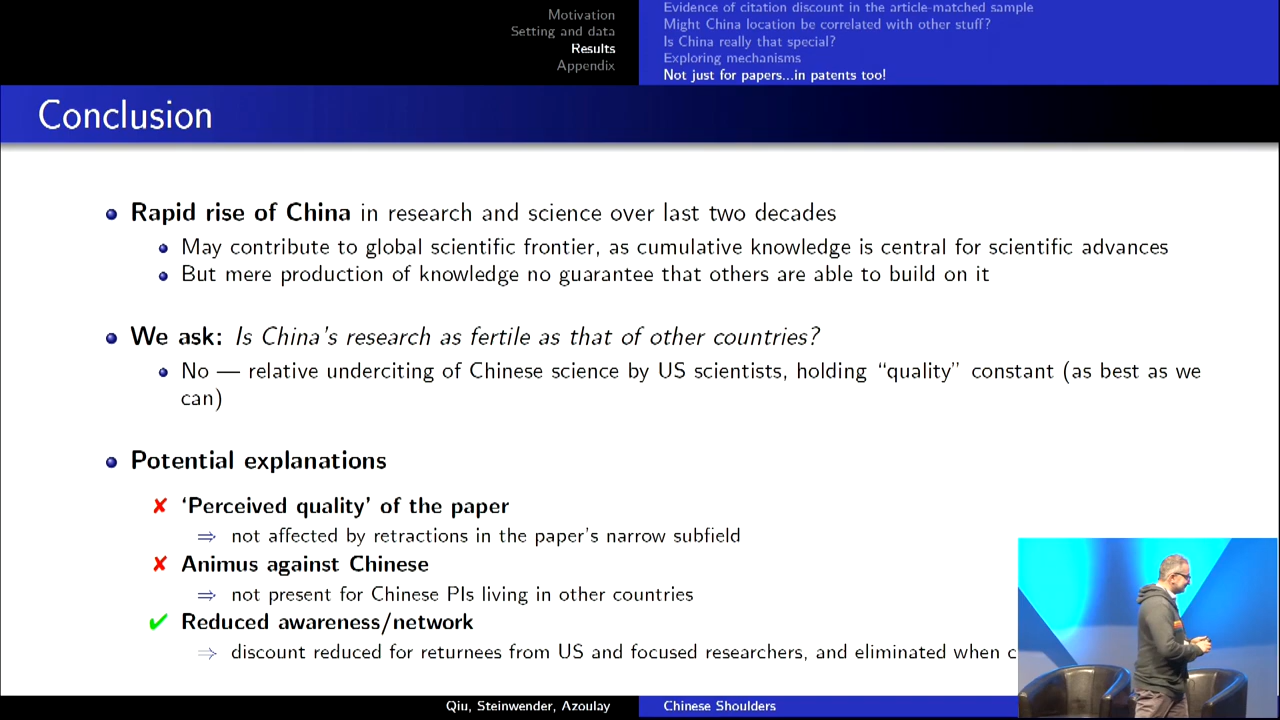 Motivation
Setting and data
Results
Appendix
Evidence of citation discount in the article-matched sample
Might China location be correlated with other stuff?
Is China really that special?
Exploring mechanisms
Not just for papers...in patents too!
Conclusion
Rapid rise of China in research and science over last two decades
May contribute to global scientific frontier, as cumulative knowledge is central for scientific advances
But mere production of knowledge no guarantee that others are able to build on it
We ask: Is China's research as fertile as that of other countries?
No — relative underciting of Chinese science by US scientists, holding “quality” constant (as best as we
can)
Potential explanations
✘ ‘Perceived quality’ of the paper
⇒ not affected by retractions in the paper's narrow subfield
✘ Animus against Chinese
⇒ not present for Chinese PIs living in other countries
✔ Reduced awareness/network
⇒ discount reduced for returnees from US and focused researchers, and eliminated when
Qiu, Steinwender, Azoulay
Chinese Shoulders